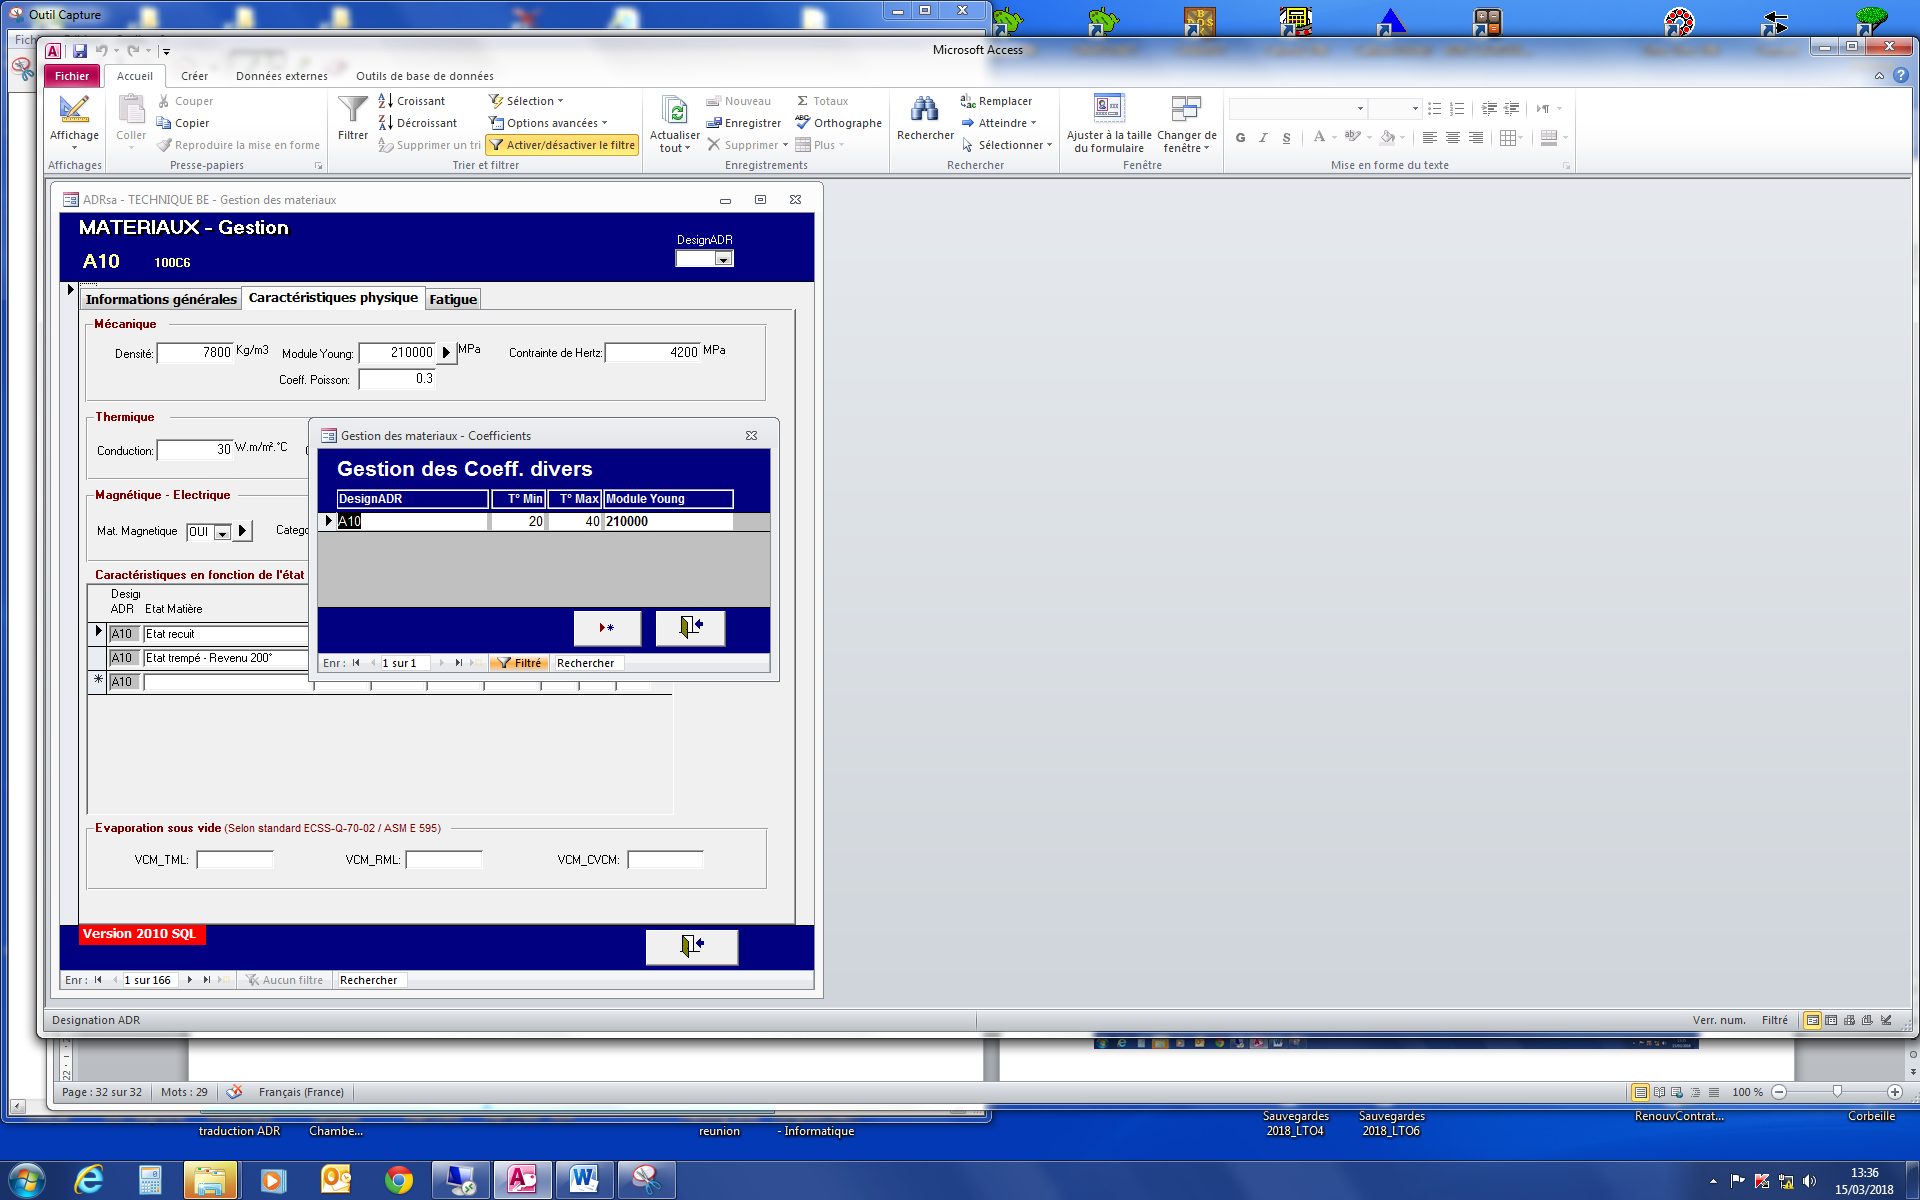 Outil Capture
Fich
Microsoft Access
Fichier Accueil Créer Données externes Outils de base de données
Affichage
Affichages
Coller
Couper
Copier
Reproduire la mise en forme
Presse-papiers
Filtrer
Croissant
Décroissant
Supprimer un tri
Sélection
Options avancées
Activer/désactiver le filtre
Trier et filtrer
Actualiser tout
Nouveau
Enregistrer
Supprimer
Totaux
Orthographe
Plus
Enregistrements
Rechercher
Remplacer
Atteindre
Sélectionner
Rechercher
Ajuster à la taille du formulaire
Changer de fenêtre
Fenêtre
G I S A
Mise en forme du texte
ADRsa - TECHNIQUE BE - Gestion des materiaux
MATERIAUX - Gestion
A10 100C6
DesignADR
Informations générales Caractéristiques physique Fatigue
Mécanique
Densité: 7800 Kg/m3 Module Young: 210000 MPa Contrainte de Hertz: 4200 MPa
Coeff. Poisson: 0.3
Thermique
Conduction: 30 W.m/m².°C
Magnétique - Electrique
Mat. Magnetique OUI Catego
Caractéristiques en fonction de l'état
Desig
ADR Etat Matière
A10 Etat recuit
A10 Etat trempé - Revenu 200°
A10
Gestion des materiaux - Coefficients
Gestion des Coeff. divers
DesignADR T° Min T° Max Module Young
A10 20 40 210000
Enr : 1 sur 1 Filtré Rechercher
Evaporation sous vide (Selon standard ECSS-Q-70-02 / ASM E 595)
VCM_TML: VCM_RML: VCM_CVCM:
Version 2010 SQL
Enr : 1 sur 166 Aucun filtre Rechercher
Designation ADR Verr. num. Filtré
Page : 32 sur 32 Mots : 29 Français (France) 100 %
traduction ADR Chambe... reunion - Informatique
Sauvegardes 2018_LTO4
Sauvegardes 2018_LTO6
RenouvContrat...
Corbeille
13:36
15/03/2018